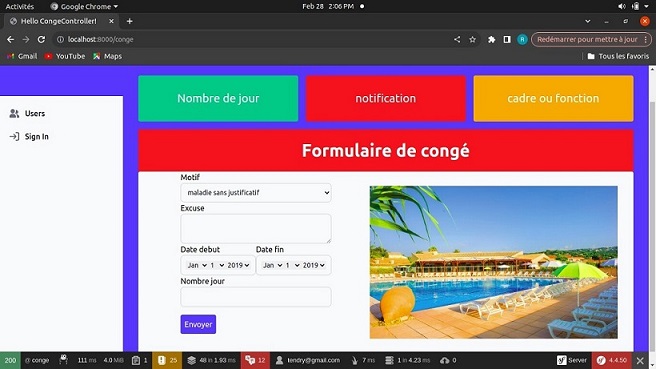 Activités
Google Chrome
Feb 28 2:06 PM
Hello CongeController!
localhost:8000/conge
R
Redémarrer pour mettre à jour
Gmail
YouTube
Maps
Tous les favoris
Users
Sign In
Nombre de jour
notification
cadre ou fonction
Formulaire de congé
Motif
maladie sans justificatif
Excuse
Date debut
Date fin
Jan 1 2019
Jan 1 2019
Nombre jour
Envoyer
200 @ conge 111 ms 4.0 MiB 1 25 48 in 1.93 ms 12 lendry@gmail.com 7 ms 1 in 4.23 ms 0 Server 4.4.50